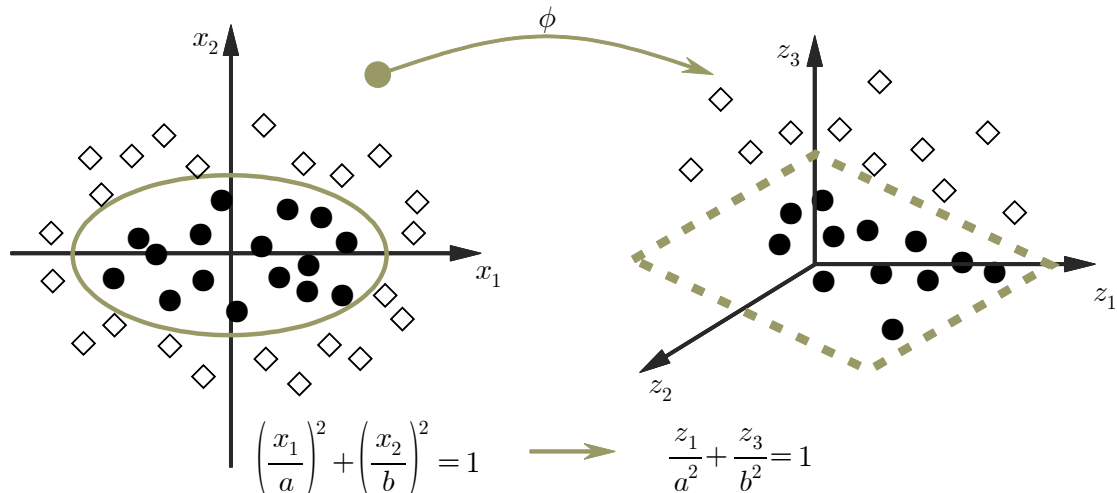 ϕ
x₂
z₃
x₁
z₁
z₂
(x₁/a)² + (x₂/b)² = 1
z₁/a² + z₃/b² = 1